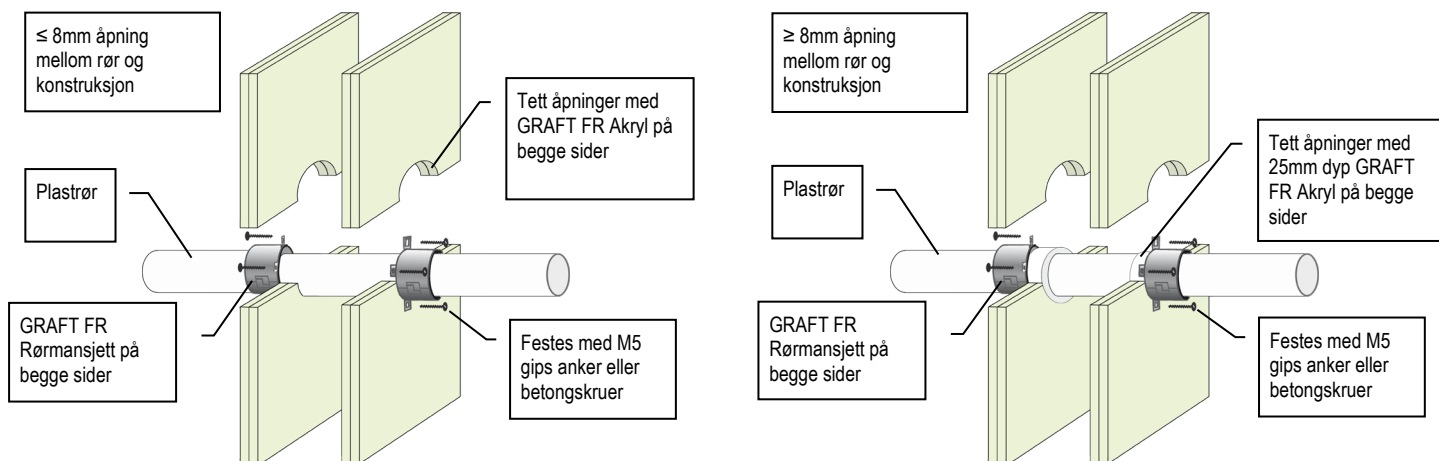 ≤ 8mm åpning
mellom rør og
konstruksjon
Tett åpninger med
GRAFT FR Akryl på
begge sider
Plastrør
GRAFT FR
Rørmansjett på
begge sider
Festes med M5
gips anker eller
betongskruer
≥ 8mm åpning
mellom rør og
konstruksjon
Tett åpninger med
25mm dyp GRAFT
FR Akryl på begge
sider
Plastrør
GRAFT FR
Rørmansjett på
begge sider
Festes med M5
gips anker eller
betongskruer